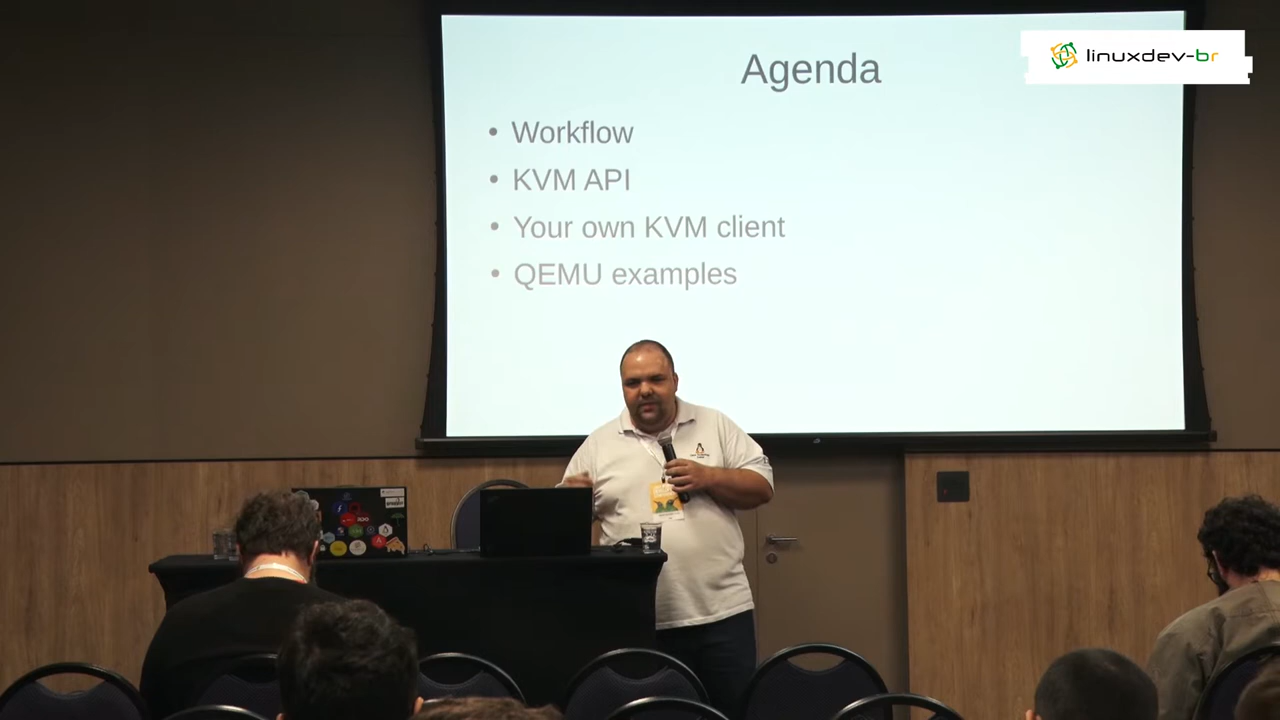 Agenda
linuxdev-br
• Workflow
• KVM API
• Your own KVM client
• QEMU examples